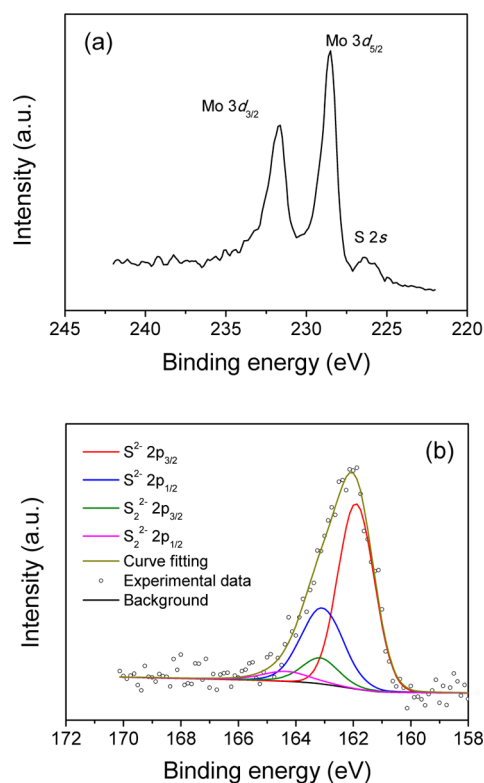 (a)
Mo 3d5/2
Mo 3d3/2
S 2s
Intensity (a.u.)
245 240 235 230 225 220
Binding energy (eV)
(b)
S2- 2p3/2
S2- 2p1/2
S22- 2p3/2
S22- 2p1/2
Curve fitting
Experimental data
Background
Intensity (a.u.)
172 170 168 166 164 162 160 158
Binding energy (eV)